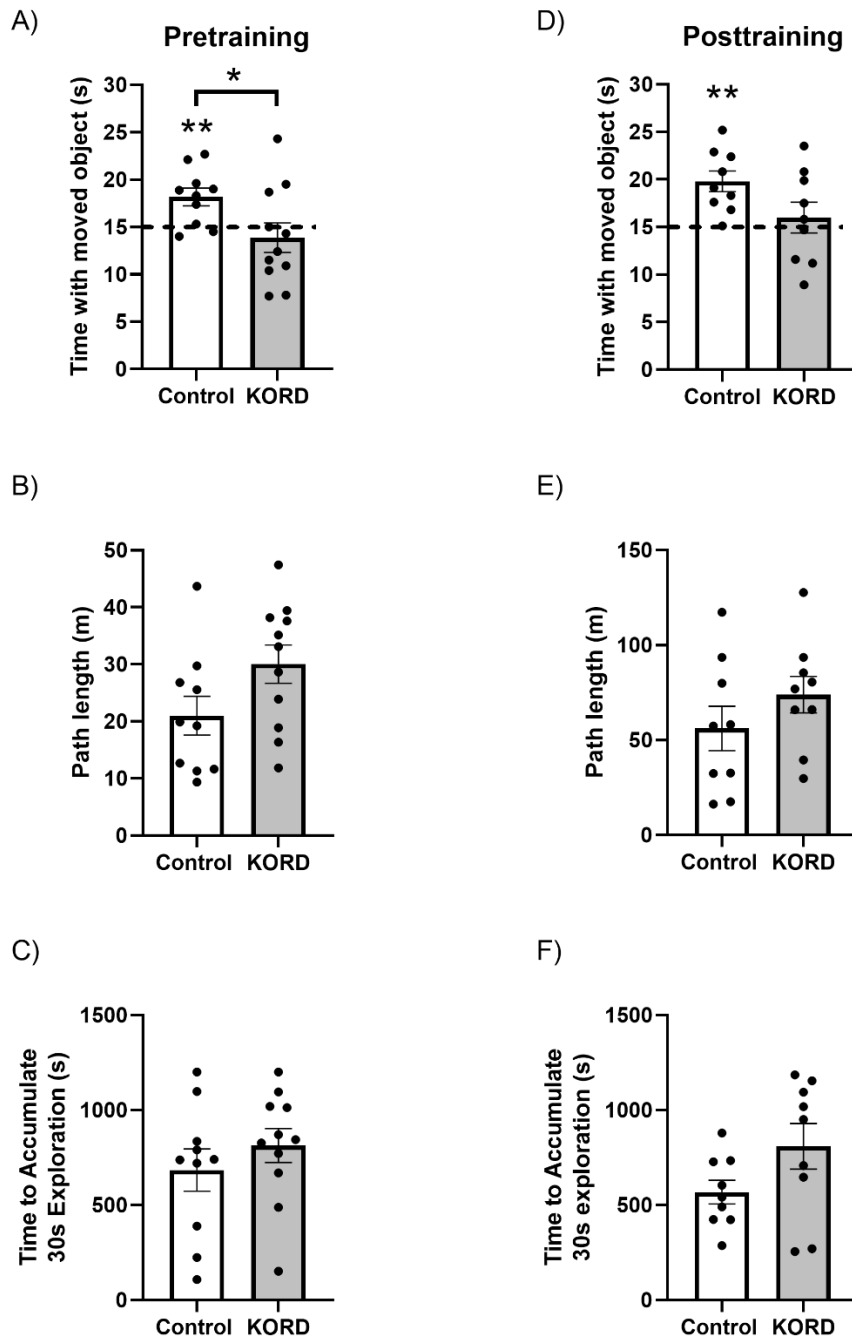 A)
Pretraining
Time with moved object (s)
30
25
20
15
10
5
0
**
*
Control KORD
B)
Path length (m)
50
40
30
20
10
0
Control KORD
C)
Time to Accumulate
30s Exploration (s)
1500
1000
500
0
Control KORD
D)
Posttraining
Time with moved object (s)
30
25
20
15
10
5
0
**
Control KORD
E)
Path length (m)
150
100
50
0
Control KORD
F)
Time to Accumulate
30s exploration (s)
1500
1000
500
0
Control KORD